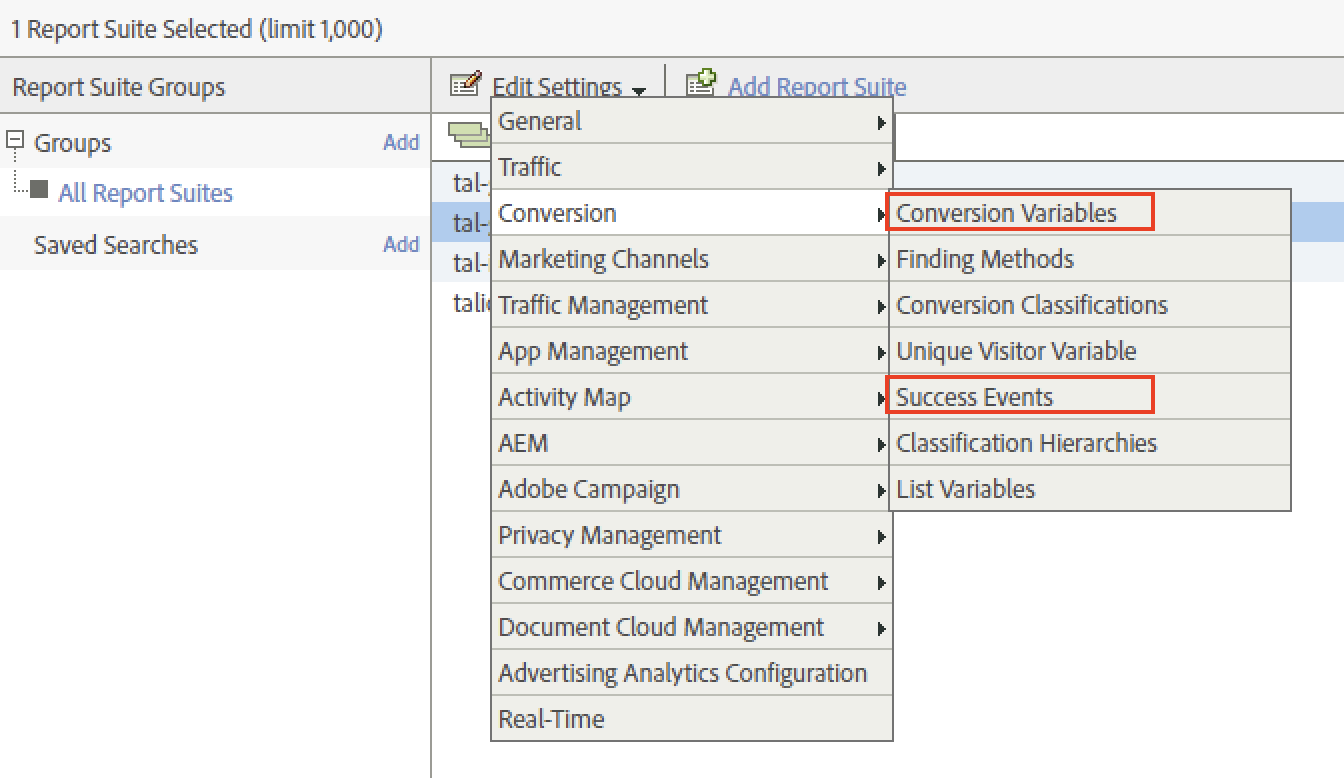 1 Report Suite Selected (limit 1,000)
Report Suite Groups
Edit Settings
Add Report Suite
Groups
Add
All Report Suites
Saved Searches
Add
tal-
tal-
tal-
General
Traffic
Conversion
Marketing Channels
Traffic Management
App Management
Activity Map
AEM
Adobe Campaign
Privacy Management
Commerce Cloud Management
Document Cloud Management
Advertising Analytics Configuration
Real-Time
Conversion Variables
Finding Methods
Conversion Classifications
Unique Visitor Variable
Success Events
Classification Hierarchies
List Variables